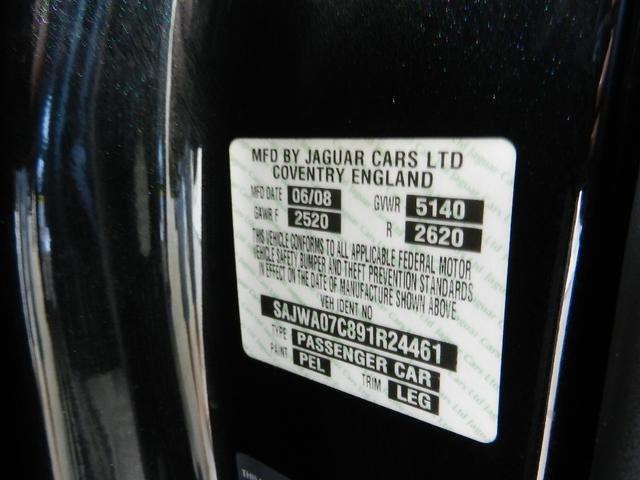 MFD BY JAGUAR CARS LTD
COVENTRY ENGLAND
MFD DATE 06/08 GVWR 5140
GAWR F 2520 R 2620
THIS VEHICLE CONFORMS TO ALL APPLICABLE FEDERAL MOTOR
VEHICLE SAFETY, BUMPER AND THEFT PREVENTION STANDARDS
IN EFFECT ON THE DATE OF MANUFACTURE SHOWN ABOVE.
VEH IDENT NO
SAJWA07C891R24461
TYPE PASSENGER CAR
PAINT PEL TRIM LEG